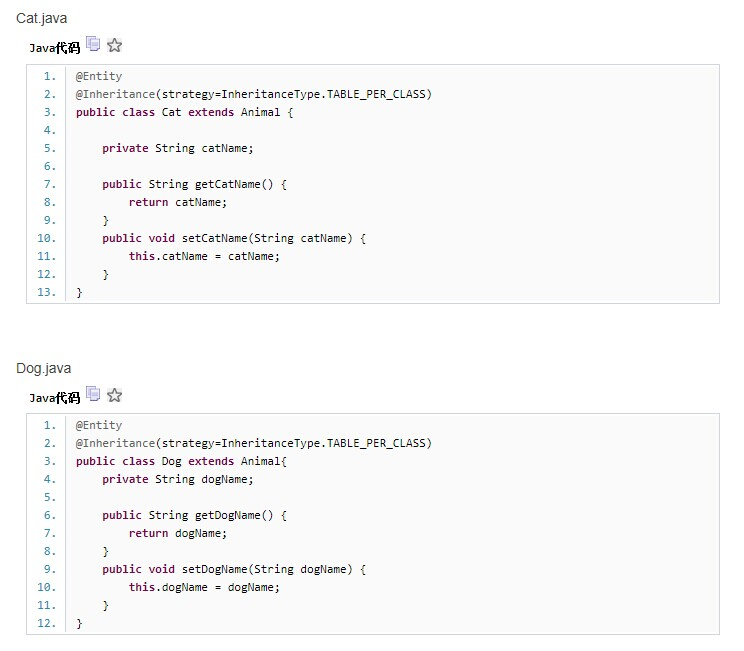 Cat.java
Java代码
1. @Entity
2. @Inheritance(strategy=InheritanceType.TABLE_PER_CLASS)
3. public class Cat extends Animal {
4.
5.     private String catName;
6.
7.     public String getCatName() {
8.         return catName;
9.     }
10.     public void setCatName(String catName) {
11.         this.catName = catName;
12.     }
13. }
Dog.java
Java代码
1. @Entity
2. @Inheritance(strategy=InheritanceType.TABLE_PER_CLASS)
3. public class Dog extends Animal{
4.     private String dogName;
5.
6.     public String getDogName() {
7.         return dogName;
8.     }
9.     public void setDogName(String dogName) {
10.         this.dogName = dogName;
11.     }
12. }